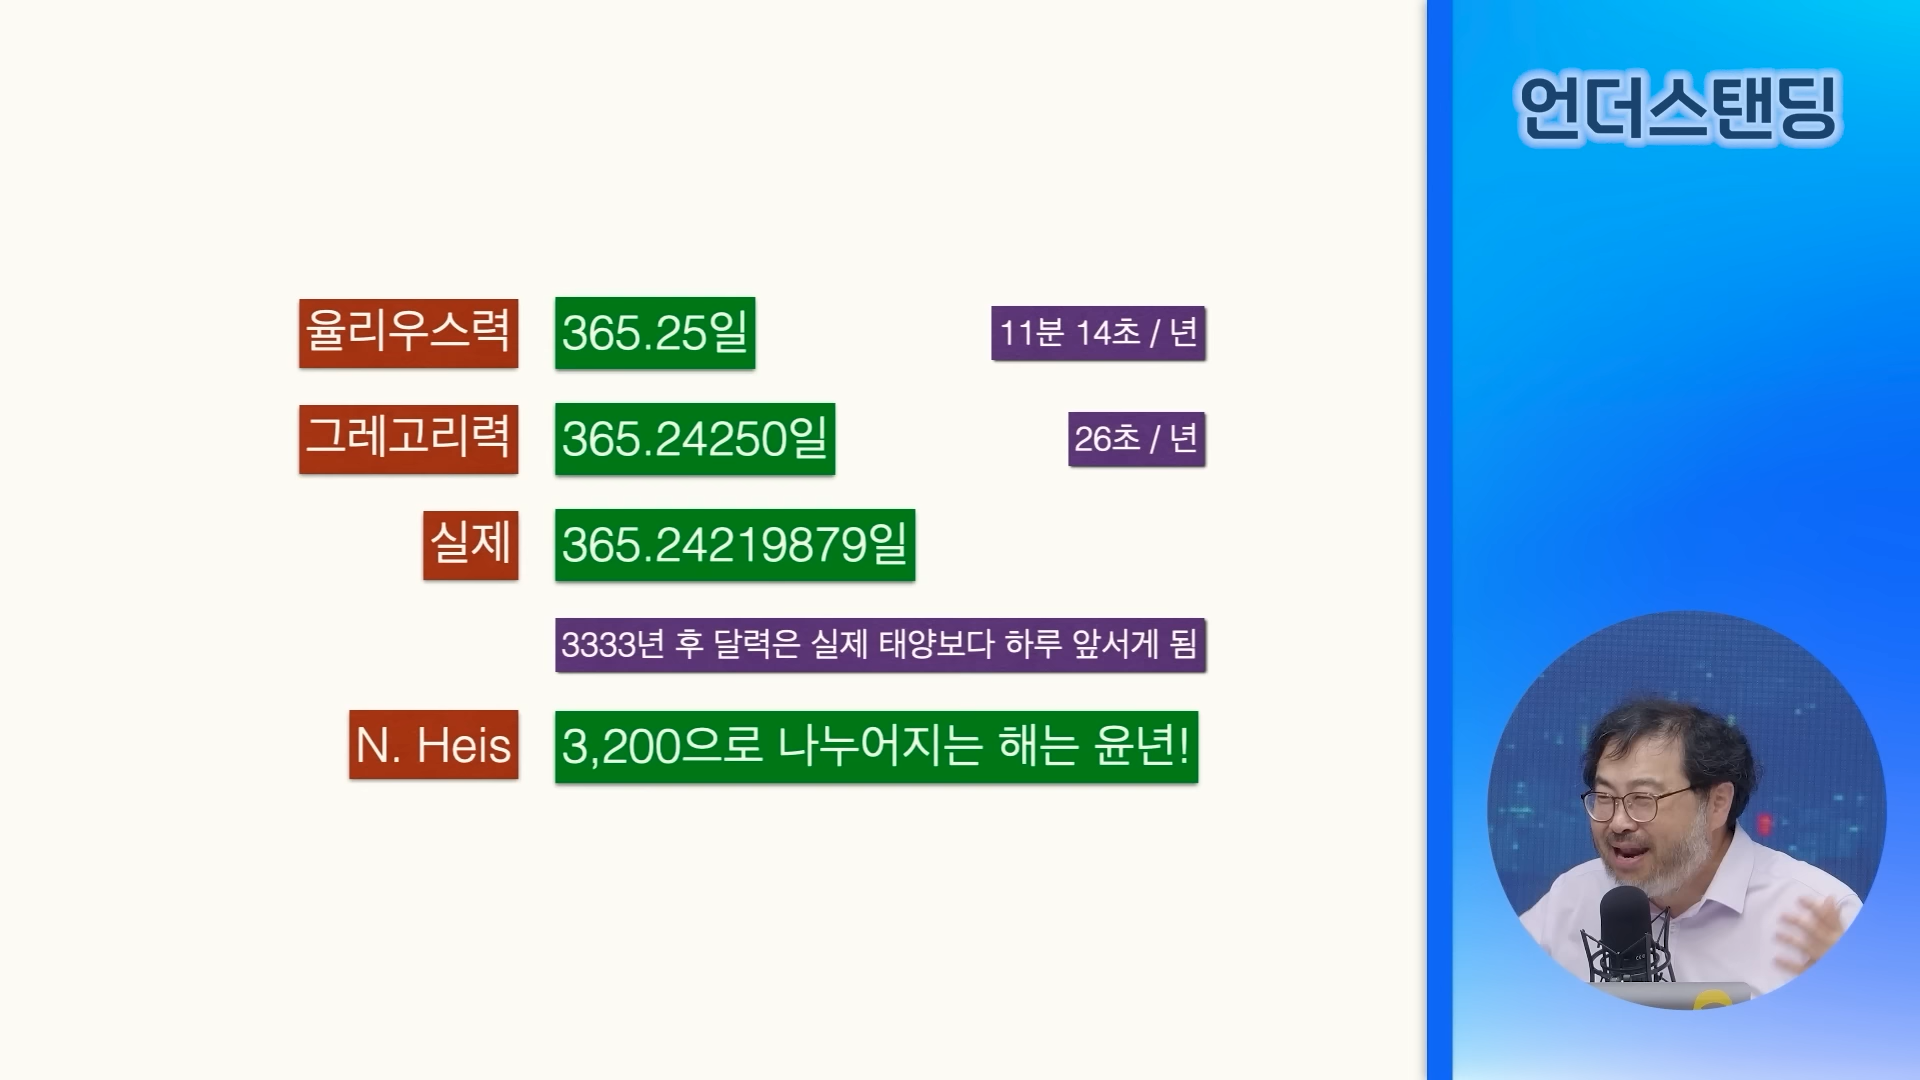 언더스탠딩
율리우스력 365.25일 11분 14초 / 년
그레고리력 365.24250일 26초 / 년
실제 365.24219879일
3333년 후 달력은 실제 태양보다 하루 앞서게 됨
N. Heis 3,200으로 나누어지는 해는 윤년!